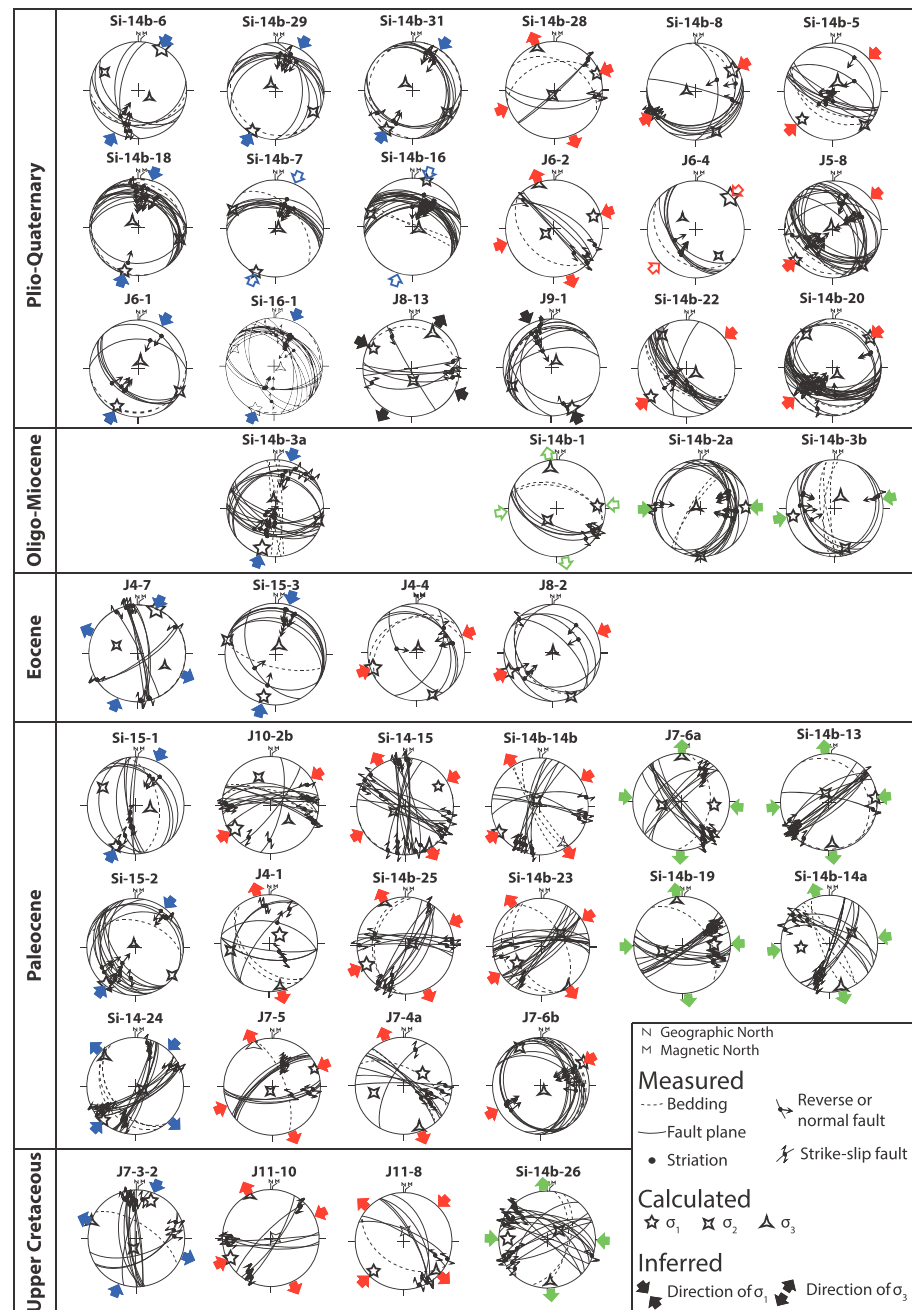 Plio-Quaternary
Si-14b-6 Si-14b-29 Si-14b-31 Si-14b-28 Si-14b-8 Si-14b-5
N M N M N M N M N M N M
Si-14b-18 Si-14b-7 Si-14b-16 J6-2 J6-4 J5-8
N M N M N M N M N M N M
J6-1 Si-16-1 J8-13 J9-1 Si-14b-22 Si-14b-20
N M N M N M N M N M N M
Oligo-Miocene
Si-14b-3a Si-14b-1 Si-14b-2a Si-14b-3b
N M N M N M N M
Eocene
J4-7 Si-15-3 J4-4 J8-2
N M N M N M N M
Paleocene
Si-15-1 J10-2b Si-14-15 Si-14b-14b J7-6a Si-14b-13
N M N M N M N M N M N M
Si-15-2 J4-1 Si-14b-25 Si-14b-23 Si-14b-19 Si-14b-14a
N M N M N M N M N M N M
Si-14-24 J7-5 J7-4a J7-6b
N M N M N M N M
Upper Cretaceous
J7-3-2 J11-10 J11-8 Si-14b-26
N M N M N M N M
N Geographic North
M Magnetic North
Measured
Bedding
Fault plane
Striation
Reverse or
normal fault
Strike-slip fault
Calculated
σ1 σ2 σ3
Inferred
Direction of σ1 Direction of σ3